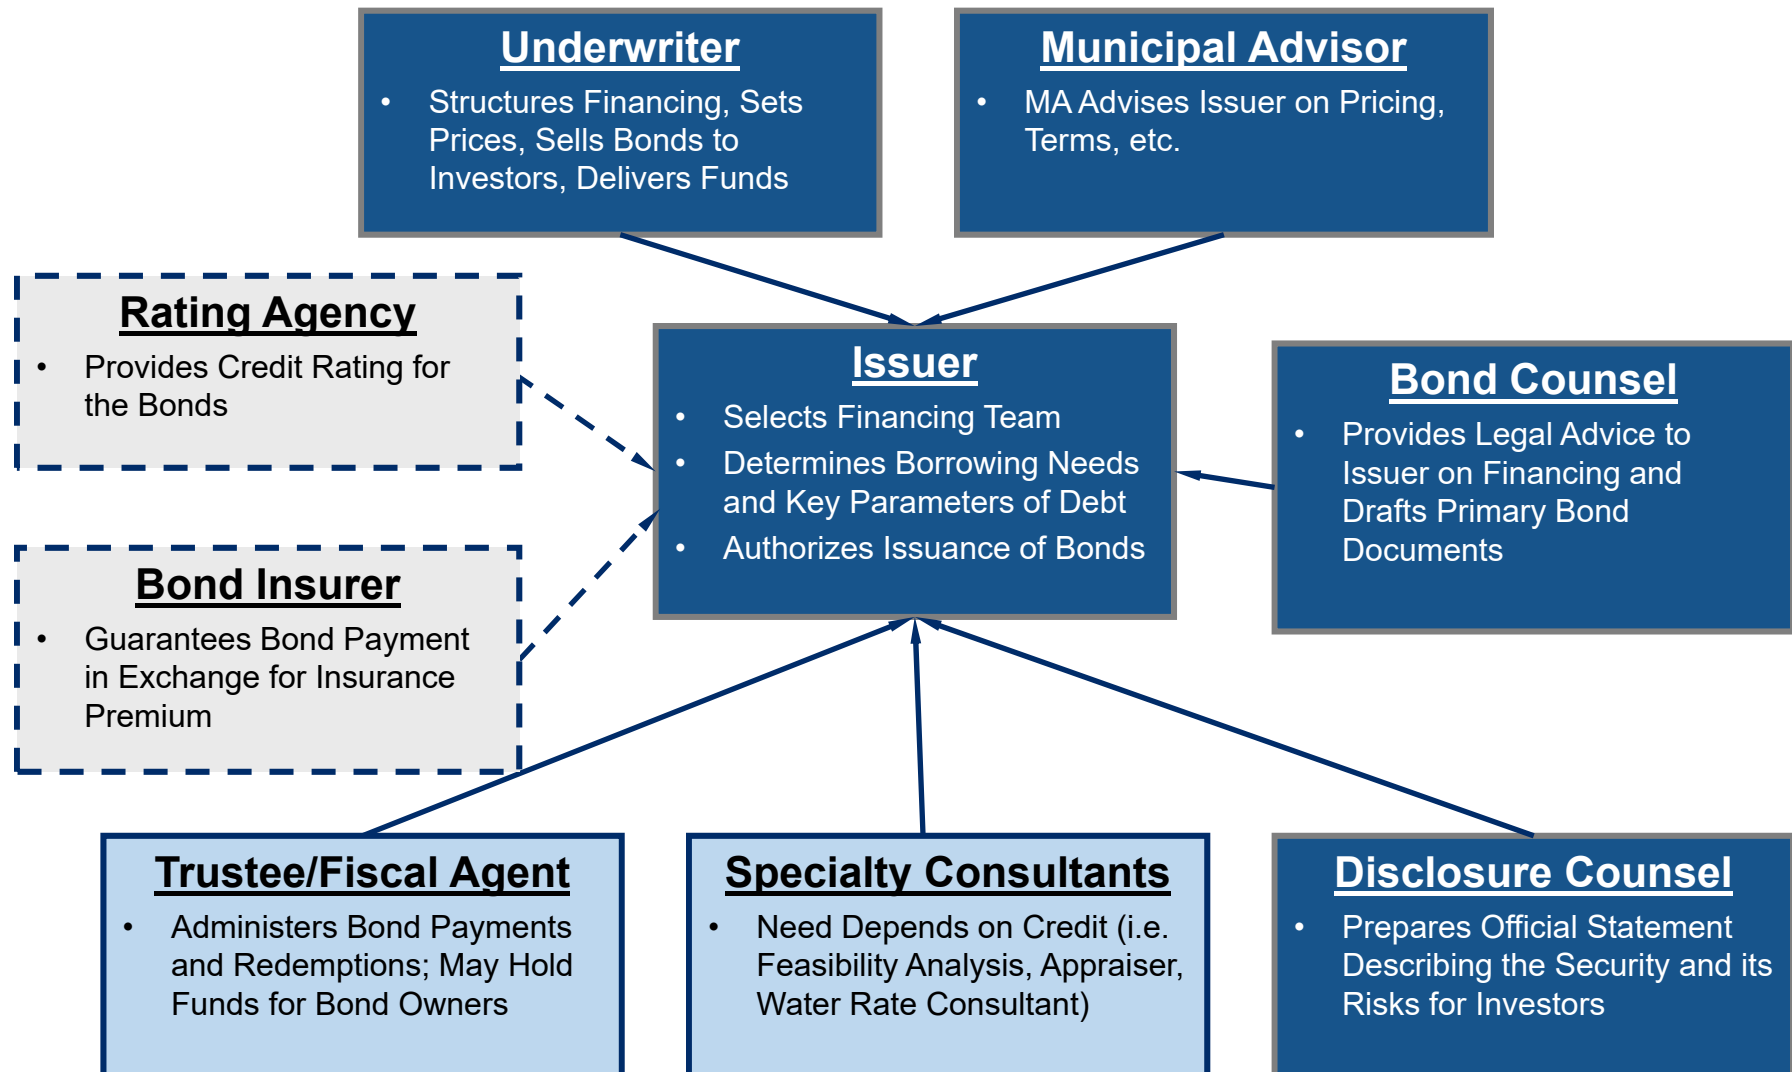 Underwriter
• Structures Financing, Sets
Prices, Sells Bonds to
Investors, Delivers Funds
Municipal Advisor
• MA Advises Issuer on Pricing,
Terms, etc.
Rating Agency
• Provides Credit Rating for
the Bonds
Issuer
• Selects Financing Team
• Determines Borrowing Needs
and Key Parameters of Debt
• Authorizes Issuance of Bonds
Bond Counsel
• Provides Legal Advice to
Issuer on Financing and
Drafts Primary Bond
Documents
Bond Insurer
• Guarantees Bond Payment
in Exchange for Insurance
Premium
Trustee/Fiscal Agent
• Administers Bond Payments
and Redemptions; May Hold
Funds for Bond Owners
Specialty Consultants
• Need Depends on Credit (i.e.
Feasibility Analysis, Appraiser,
Water Rate Consultant)
Disclosure Counsel
• Prepares Official Statement
Describing the Security and its
Risks for Investors